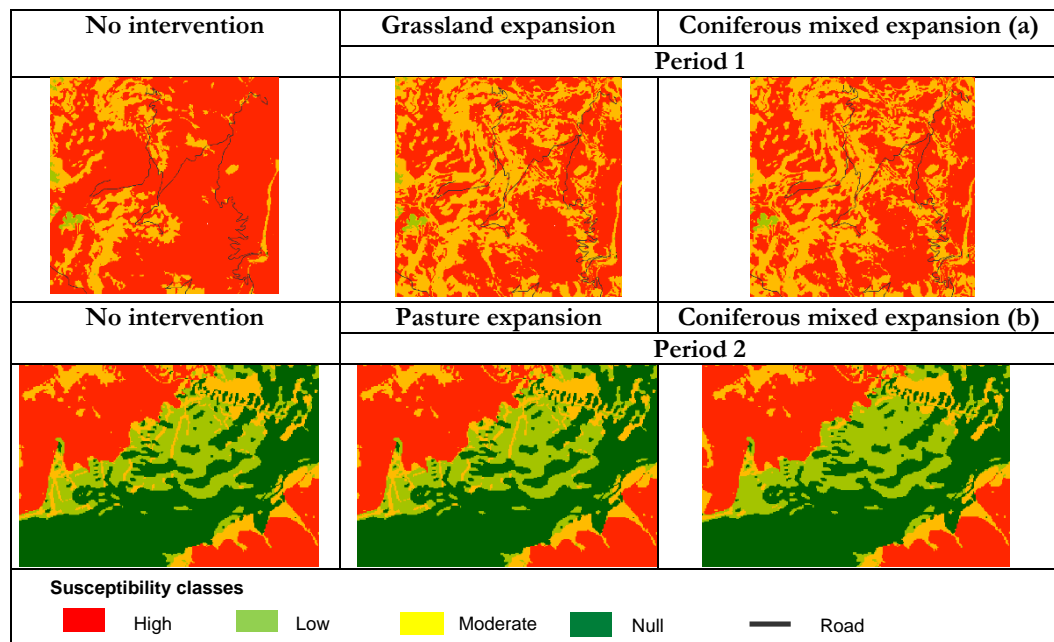 No intervention Grassland expansion Coniferous mixed expansion (a)
Period 1
No intervention Pasture expansion Coniferous mixed expansion (b)
Period 2
Susceptibility classes
High Low Moderate Null Road